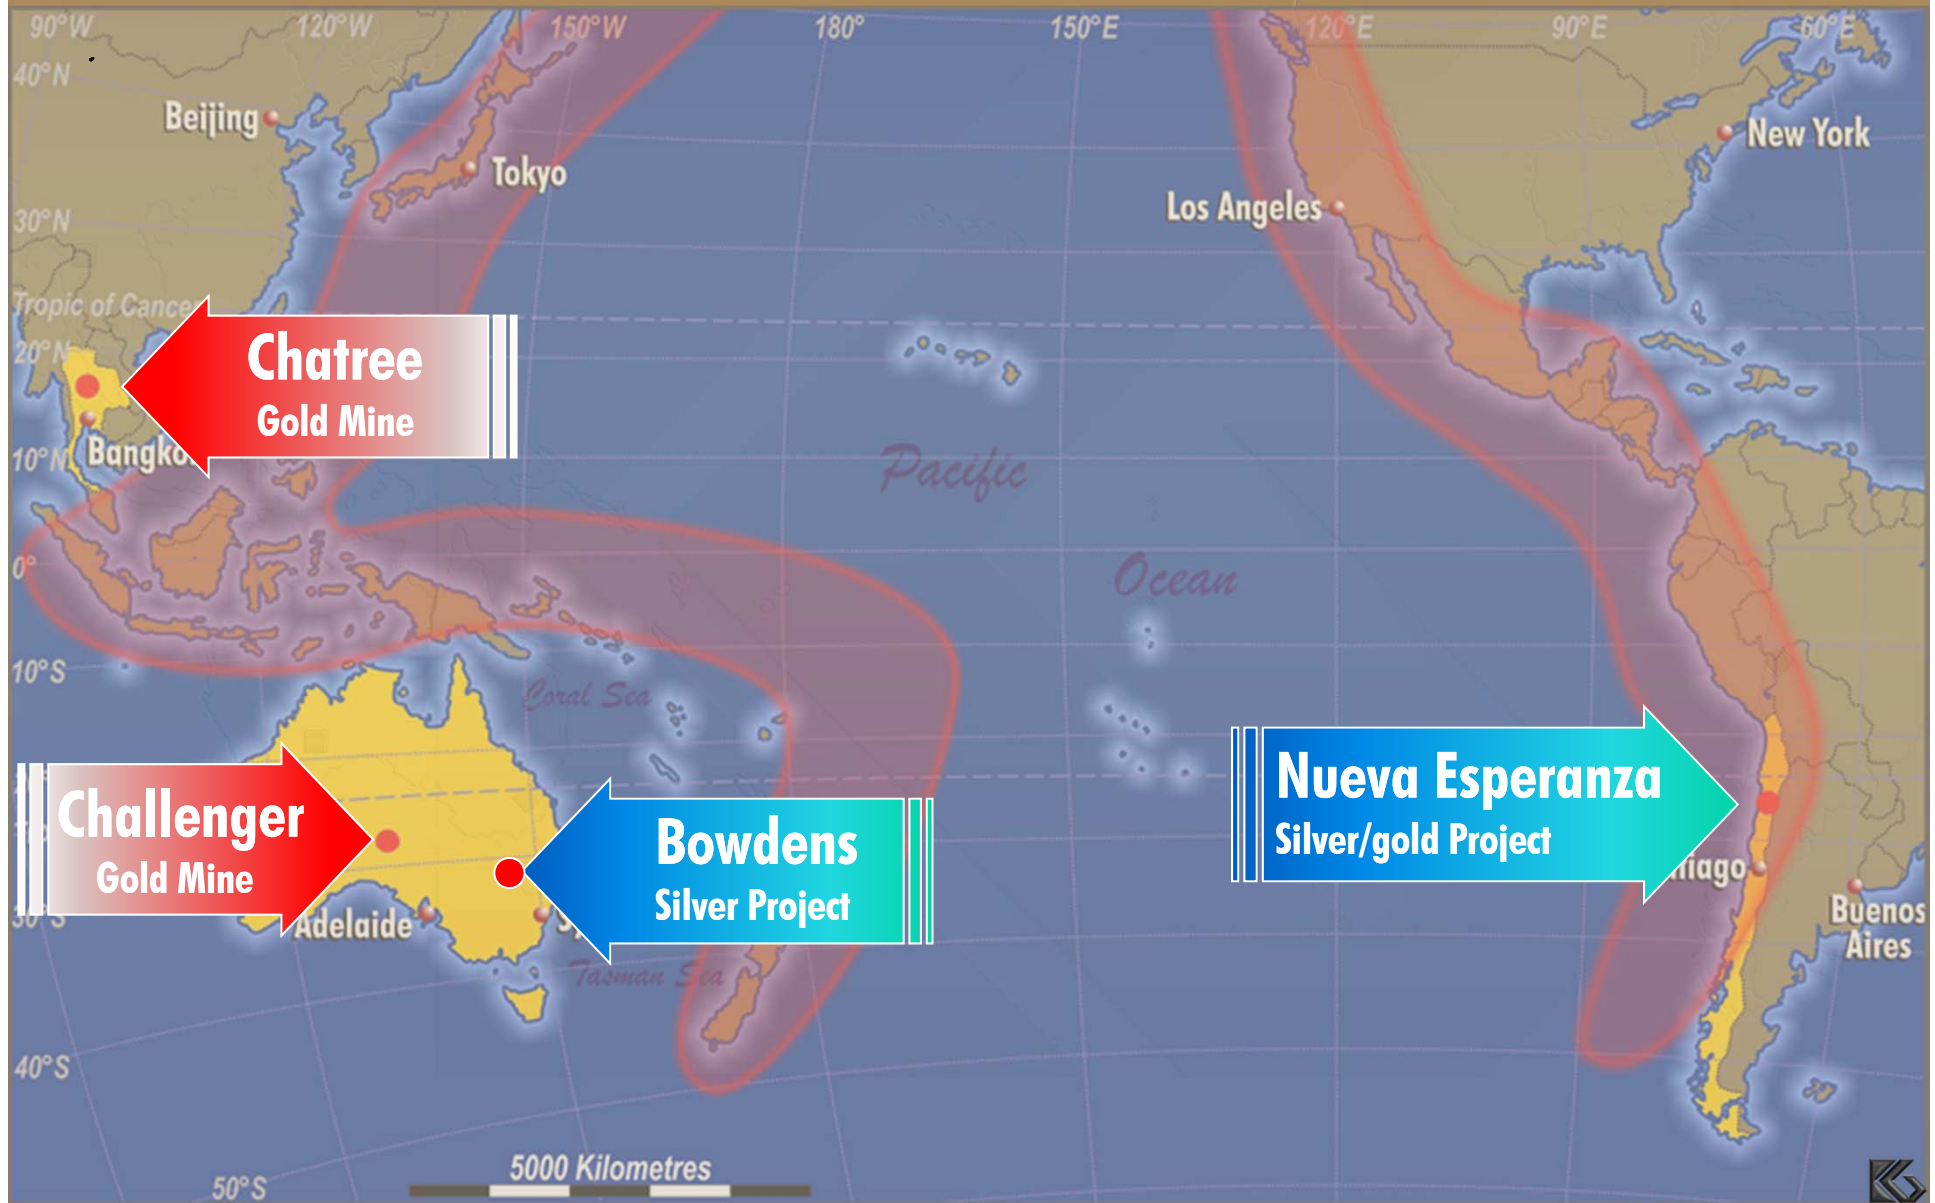 90°W 120°W 150°W 180° 150°E 120°E 90°E 60°E
40°N
Beijing
New York
Tokyo
Los Angeles
30°N
Tropic of Cancer
20°N
Chatree
Gold Mine
10°N
Pacific
Ocean
0°
10°S
Coral Sea
Nueva Esperanza
Silver/gold Project
Challenger
Gold Mine
Bowdens
Silver Project
30°S
Adelaide
Buenos
Aires
Tasman Sea
40°S
5000 Kilometres
50°S